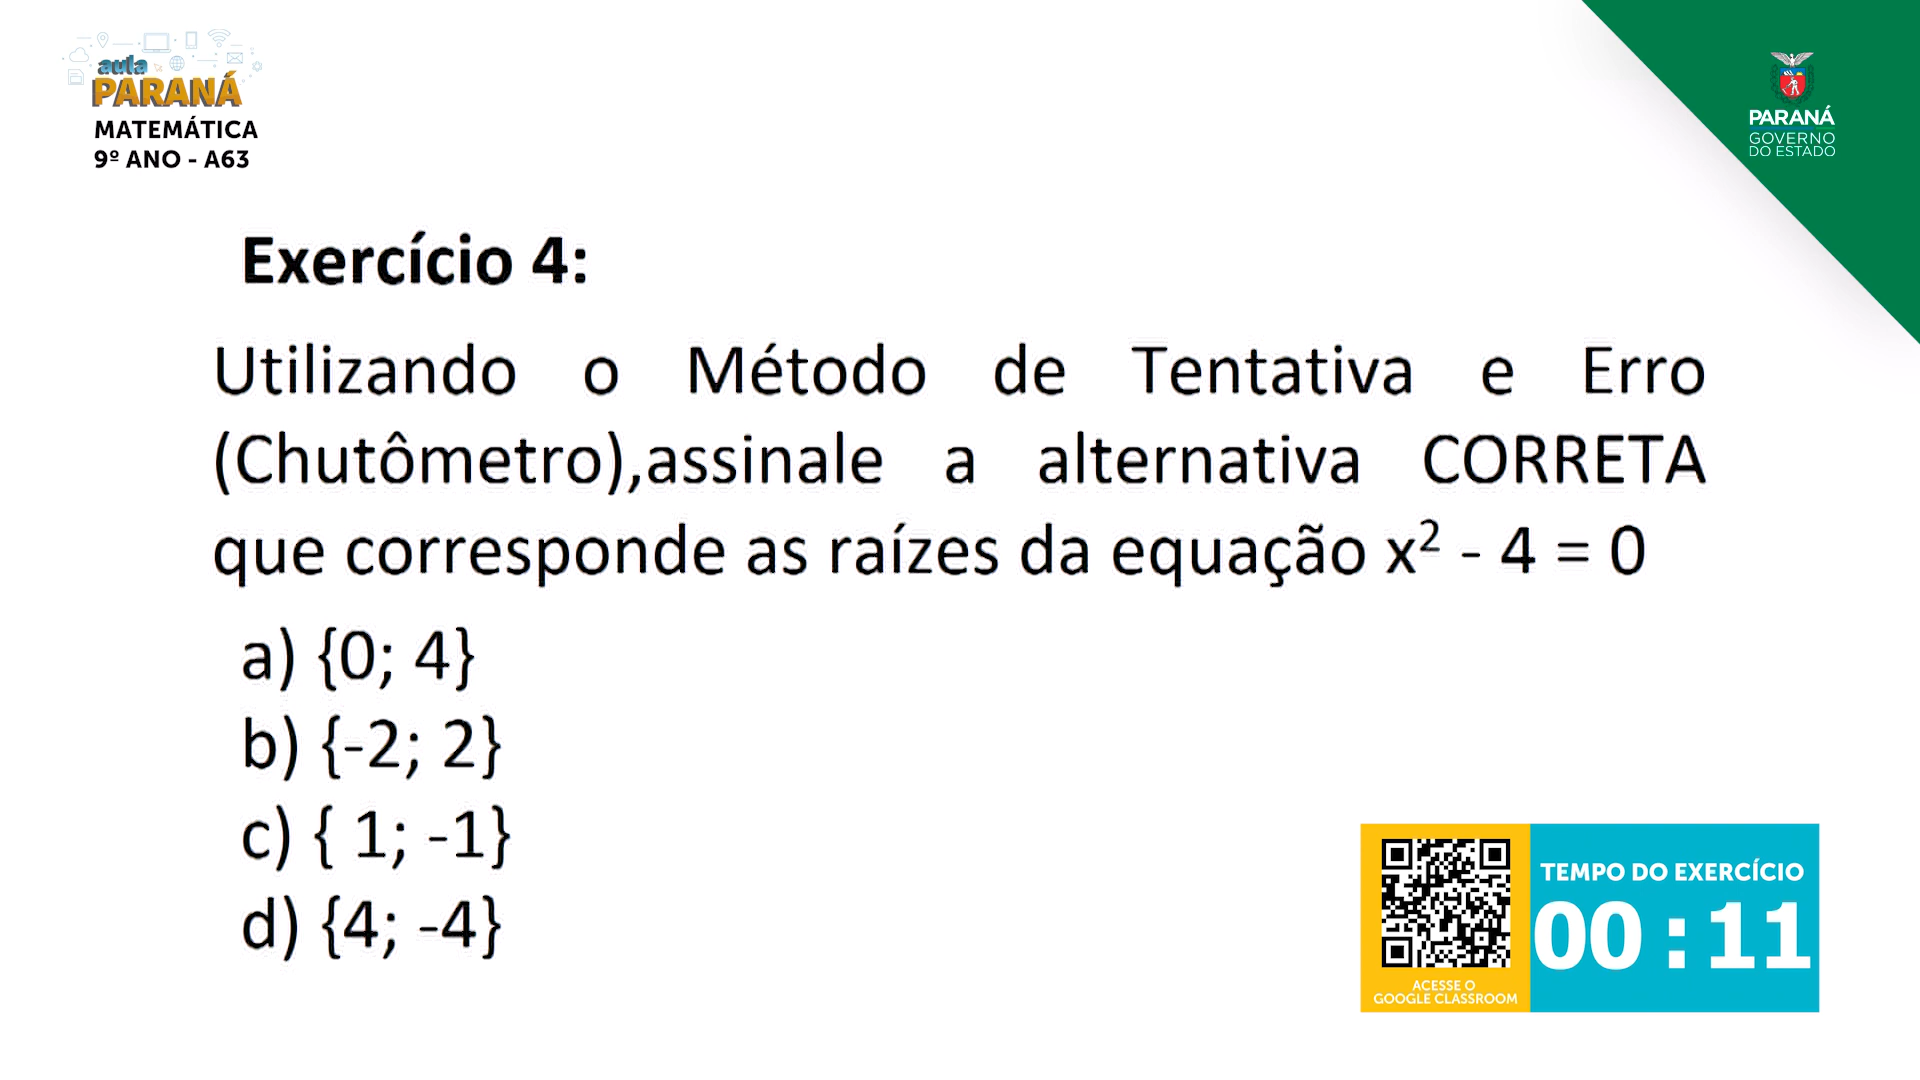 aula
PARANÁ
MATEMÁTICA
9º ANO - A63
PARANÁ
GOVERNO
DO ESTADO
Exercício 4:
Utilizando o Método de Tentativa e Erro
(Chutômetro),assinale a alternativa CORRETA
que corresponde as raízes da equação x² - 4 = 0
a) {0; 4}
b) {-2; 2}
c) { 1; -1}
d) {4; -4}
TEMPO DO EXERCÍCIO
00 : 11
ACESSE O
GOOGLE CLASSROOM